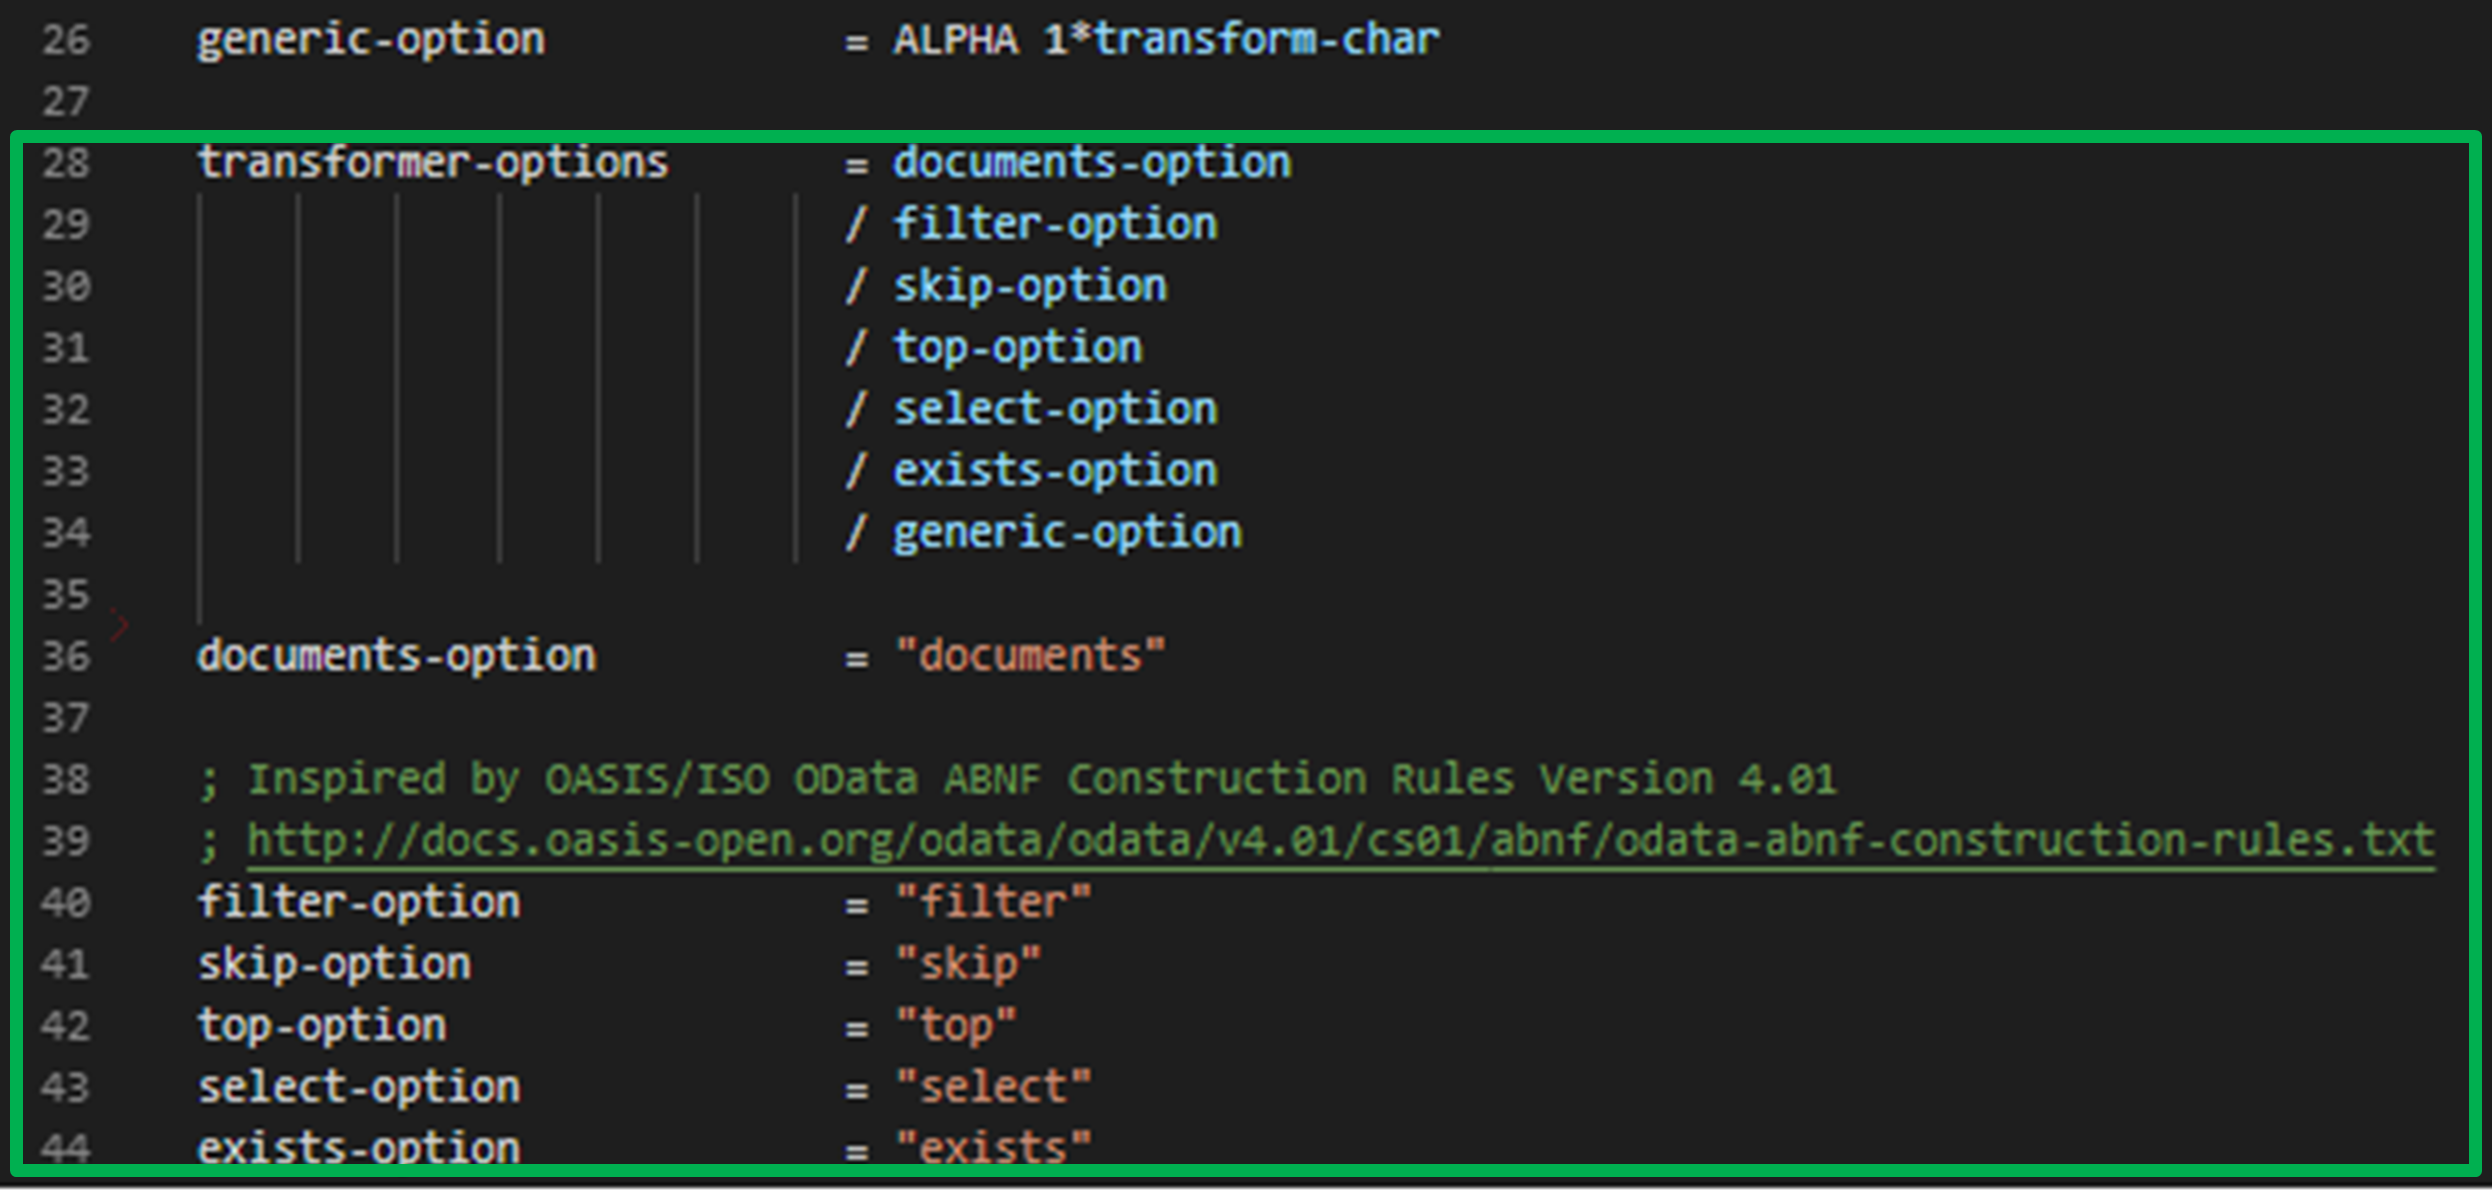 26 generic-option = ALPHA 1*transform-char
27
28 transformer-options = documents-option
29 / filter-option
30 / skip-option
31 / top-option
32 / select-option
33 / exists-option
34 / generic-option
35
36 documents-option = "documents"
37
38 ; Inspired by OASIS/ISO OData ABNF Construction Rules Version 4.01
39 ; http://docs.oasis-open.org/odata/odata/v4.01/cs01/abnf/odata-abnf-construction-rules.txt
40 filter-option = "filter"
41 skip-option = "skip"
42 top-option = "top"
43 select-option = "select"
44 exists-option = "exists"